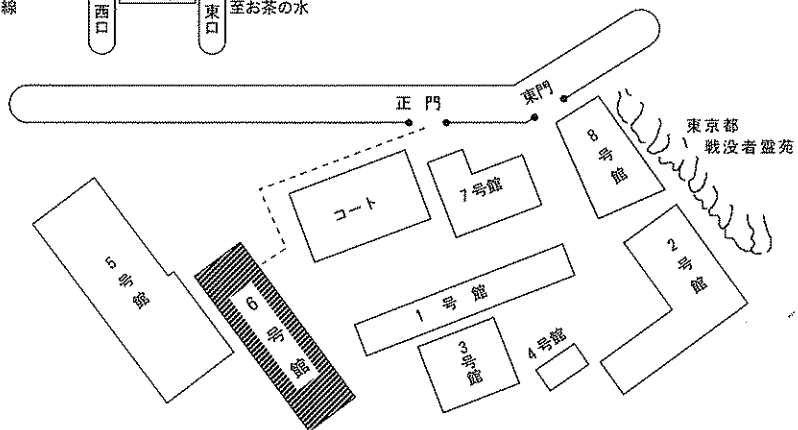 線
西口
東口
至お茶の水
正門
東門
東京都
戦没者霊苑
8号館
7号館
コート
2号館
5号館
6号館
1号館
3号館
4号館